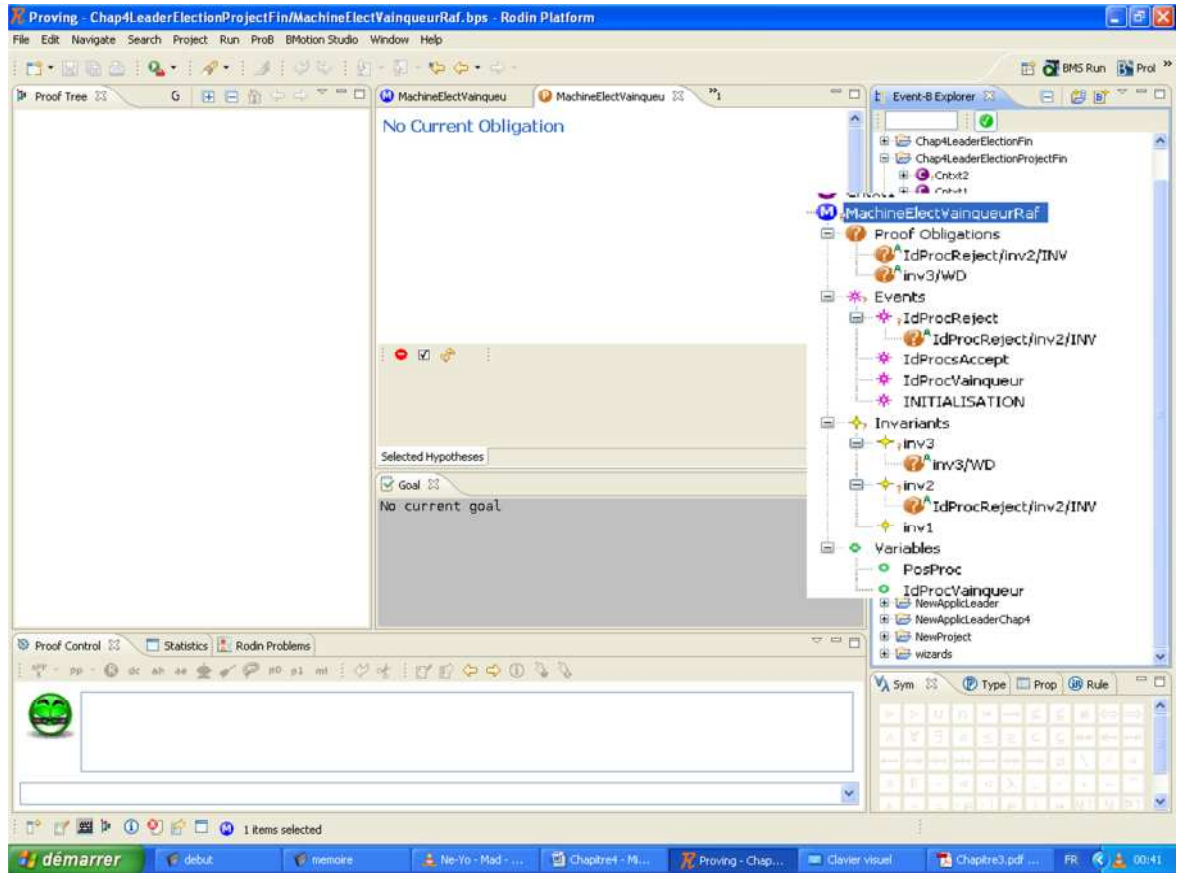 Proving - Chap4LeaderElectionProjectFin/MachineElectVainqueurRaf.bps - Rodin Platform
File Edit Navigate Search Project Run ProB BMotion Studio Window Help
BMS Run
Proof Tree
G
MachineElectVainqueu
MachineElectVainqueu
"1
Event-B Explorer
No Current Obligation
Chap4LeaderElectionFin
Chap4LeaderElectionProjectFin
Cntxt2
Cntxt1
MachineElectVainqueurRaf
Proof Obligations
IdProcReject/inv2/INV
inv3/WD
Events
IdProcReject
IdProcReject/inv2/INV
IdProcsAccept
IdProcVainqueur
INITIALISATION
Invariants
inv3
inv3/WD
inv2
IdProcReject/inv2/INV
inv1
Variables
PosProc
IdProcVainqueur
NewApplicLeader
NewApplicLeaderChap4
NewProject
wizards
Selected Hypotheses
Goal
No current goal
Proof Control
Statistics
Rodin Problems
Sym
Type
Prop
Rule
1 items selected
démarrer
debut
memoire
Ne-Yo - Mad - ...
Chapitre4 - M...
Proving - Chap...
Clavier visuel
Chapitre3.pdf ...
FR
00:41